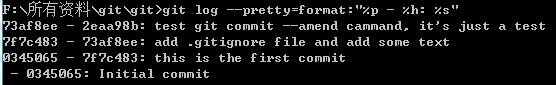 F:\所有资料\git\git>git log --pretty=format:"%p - %h: %s"
73af8ee - 2eaa98b: test git commit --amend cammand, it's just a test
7f7c483 - 73af8ee: add .gitignore file and add some text
0345065 - 7f7c483: this is the first commit
 - 0345065: Initial commit